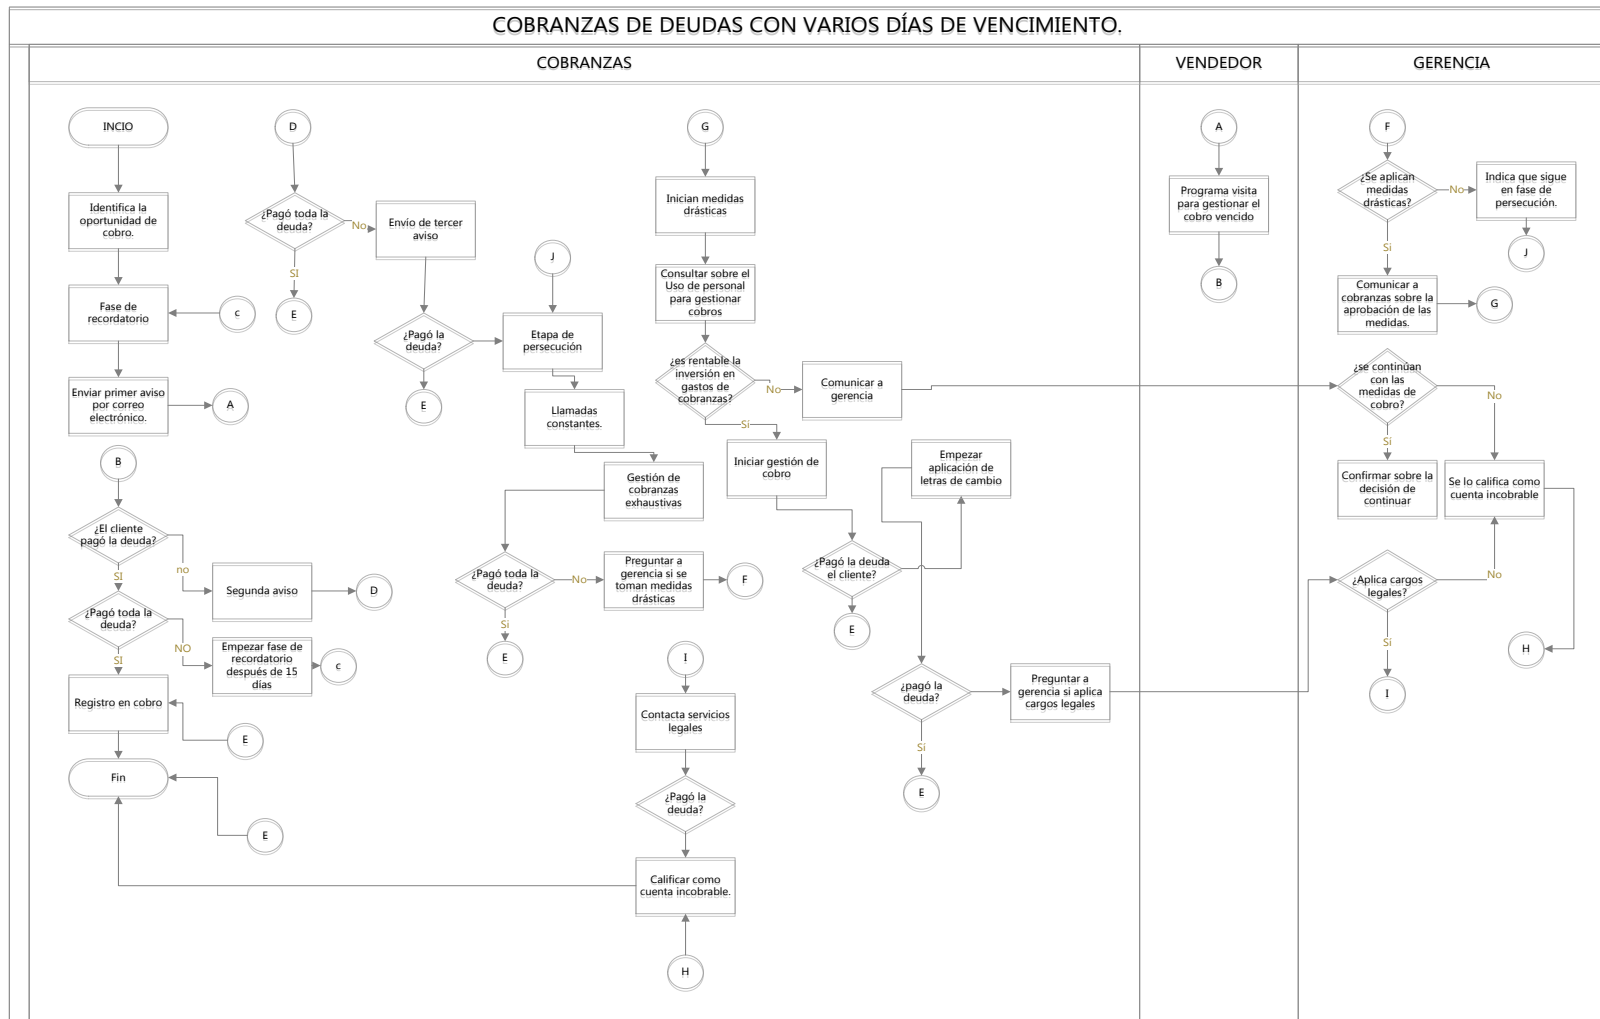 COBRANZAS DE DEUDAS CON VARIOS DÍAS DE VENCIMIENTO.
COBRANZAS
VENDEDOR
GERENCIA
INCIO
Identifica la
oportunidad de
cobro.
Fase de
recordatorio
c
Enviar primer aviso
por correo
electrónico.
A
B
¿El cliente
pagó la deuda?
no
SI
Segunda aviso
D
¿Pagó toda la
deuda?
NO
SI
Empezar fase de
recordatorio
después de 15
días
c
Registro en cobro
E
Fin
E
D
¿Pagó toda la
deuda?
No
SI
E
Envío de tercer
aviso
¿Pagó la
deuda?
E
J
Etapa de
persecución
Llamadas
constantes.
Gestión de
cobranzas
exhaustivas
¿Pagó toda la
deuda?
No
Si
E
Preguntar a
gerencia si se
toman medidas
drásticas
F
G
Inician medidas
drásticas
Consultar sobre el
Uso de personal
para gestionar
cobros
¿es rentable la
inversión en
gastos de
cobranzas?
No
Sí
Comunicar a
gerencia
Iniciar gestión de
cobro
Empezar
aplicación de
letras de cambio
¿Pagó la deuda
el cliente?
E
¿pagó la
deuda?
Sí
E
Preguntar a
gerencia si aplica
cargos legales
I
Contacta servicios
legales
¿Pagó la
deuda?
Calificar como
cuenta incobrable.
H
A
Programa visita
para gestionar el
cobro vencido
B
F
¿Se aplican
medidas
drásticas?
No
Si
Indica que sigue
en fase de
persecución.
J
Comunicar a
cobranzas sobre la
aprobación de las
medidas.
G
¿se continúan
con las
medidas de
cobro?
No
Sí
Confirmar sobre la
decisión de
continuar
Se lo califica como
cuenta incobrable
¿Aplica cargos
legales?
No
Sí
H
I